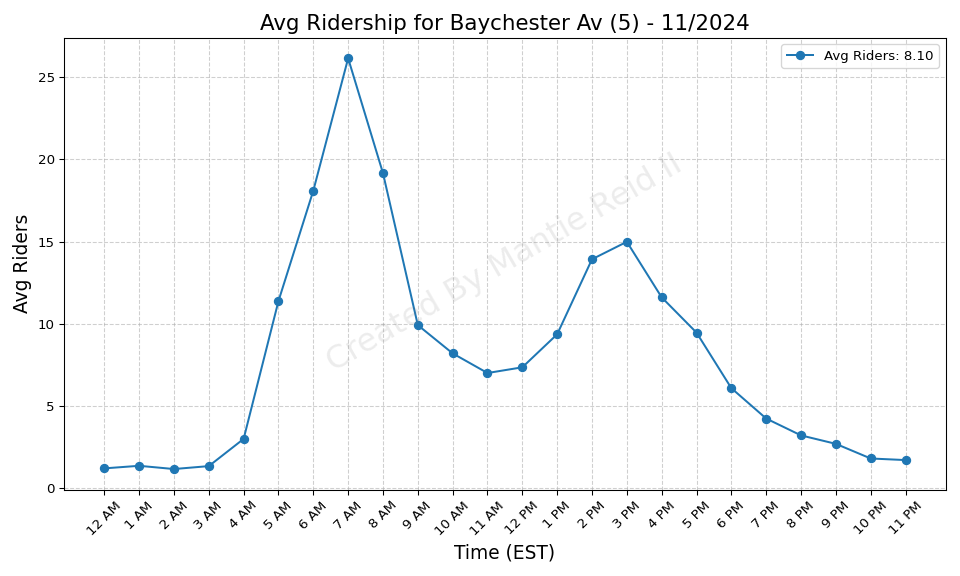 Avg Ridership for Baychester Av (5) - 11/2024
Avg Riders: 8.10
Avg Riders
25
20
15
10
5
0
Created By Mantie Reid II
12 AM
1 AM
2 AM
3 AM
4 AM
5 AM
6 AM
7 AM
8 AM
9 AM
10 AM
11 AM
12 PM
1 PM
2 PM
3 PM
4 PM
5 PM
6 PM
7 PM
8 PM
9 PM
10 PM
11 PM
Time (EST)